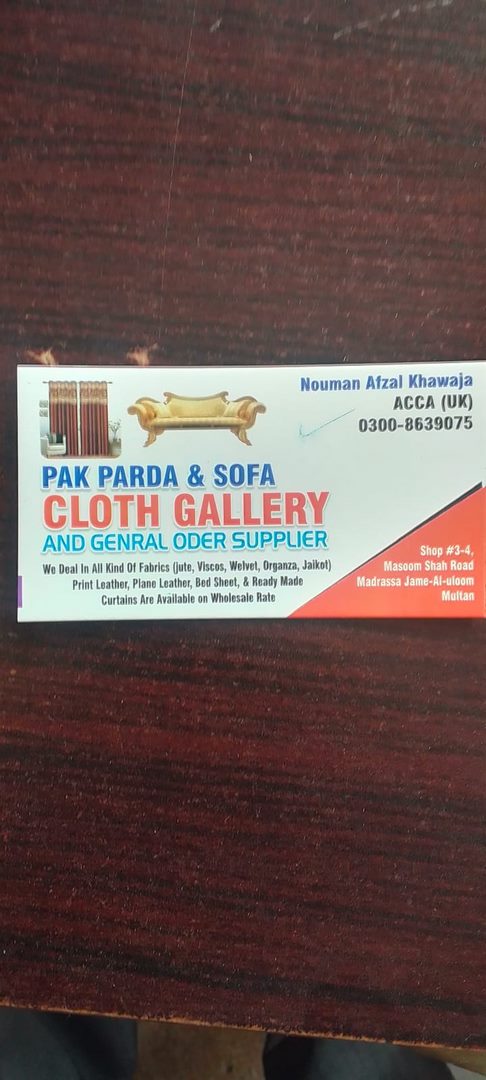 Nouman Afzal Khawaja
ACCA (UK)
0300-8639075
PAK PARDA & SOFA
CLOTH GALLERY
AND GENRAL ODER SUPPLIER
We Deal In All Kind Of Fabrics (jute, Viscos, Welvet, Organza, Jaikot)
Print Leather, Plane Leather, Bed Sheet, & Ready Made
Curtains Are Available on Wholesale Rate
Shop #3-4,
Masoom Shah Road
Madrassa Jame-Al-uloom
Multan